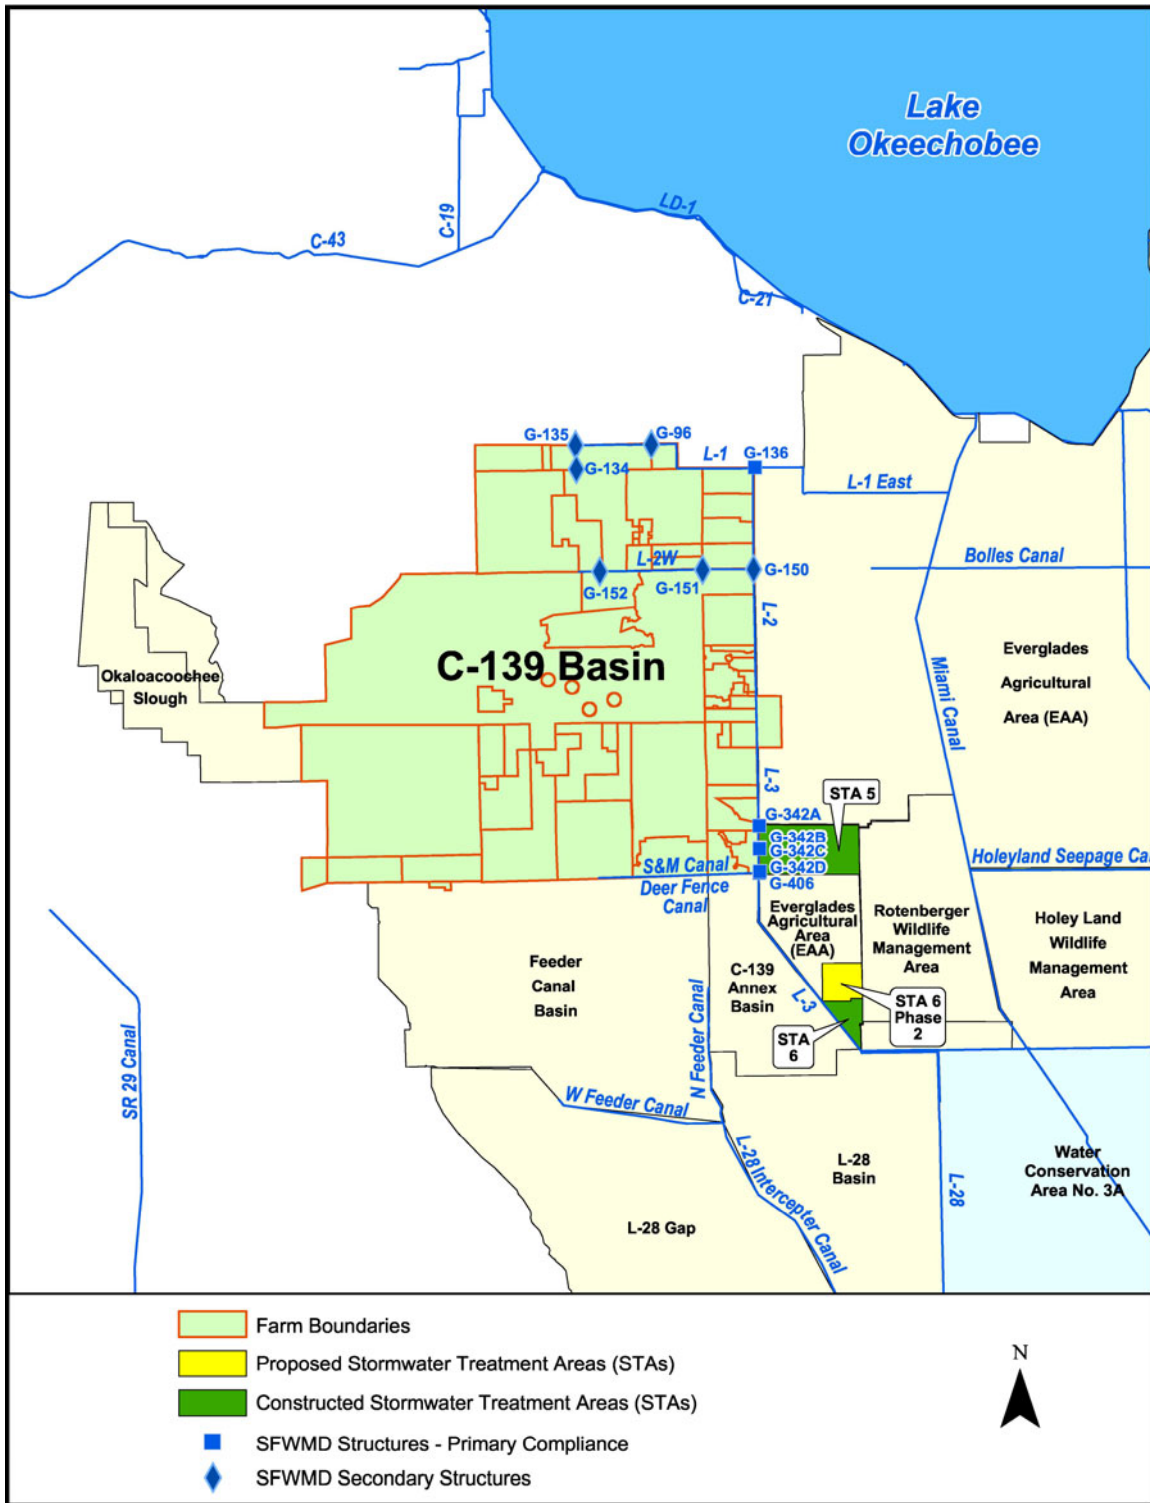 Lake
Okeechobee
LD-1
C-19
C-43
C-21
G-135
G-96
L-1
G-136
G-134
L-1 East
L-2W
Bolles Canal
G-152
G-151
G-150
L-2
C-139 Basin
Okaloacoochee
Slough
Everglades
Agricultural
Area (EAA)
Miami Canal
L-3
STA 5
G-342A
G-342B
G-342C
G-342D
G-406
S&M Canal
Deer Fence
Canal
Holeyland Seepage Ca
Everglades
Agricultural
Area
(EAA)
Rotenberger
Wildlife
Management
Area
Holey Land
Wildlife
Management
Area
Feeder
Canal
Basin
C-139
Annex
Basin
L-3
STA 6
Phase
2
STA
6
N Feeder Canal
SR 29 Canal
W Feeder Canal
L-28 Intercepter Canal
L-28
Basin
L-28
Water
Conservation
Area No. 3A
L-28 Gap
Farm Boundaries
Proposed Stormwater Treatment Areas (STAs)
Constructed Stormwater Treatment Areas (STAs)
SFWMD Structures - Primary Compliance
SFWMD Secondary Structures
N